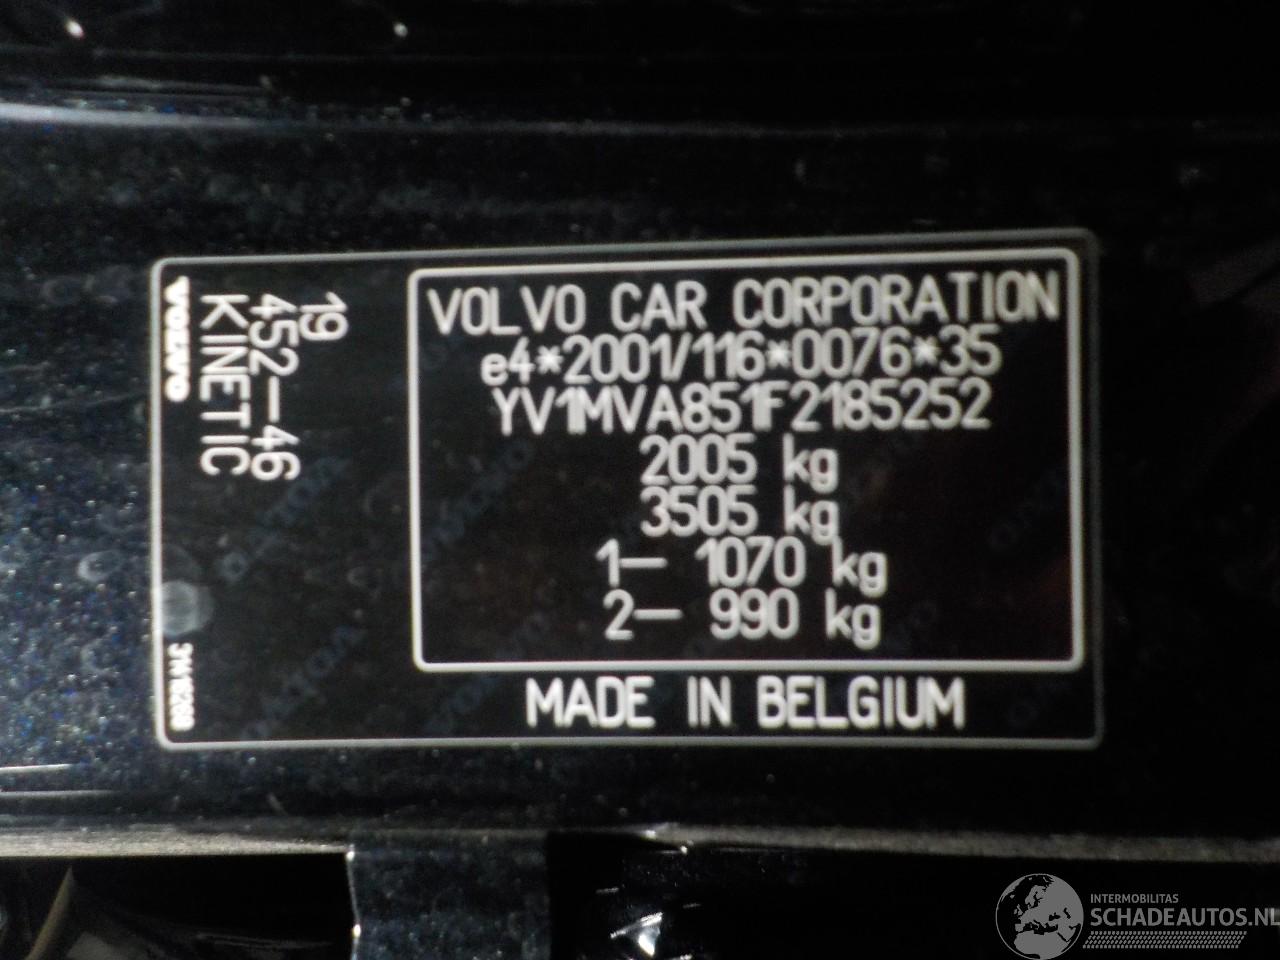 VOLVO
KINETIC
452-46
19
31418269
VOLVO CAR CORPORATION
e4*2001/116*0076*35
YV1MVA851F2185252
2005 kg
3505 kg
1- 1070 kg
2- 990 kg
MADE IN BELGIUM
INTERMOBILITAS
SCHADEAUTOS.NL